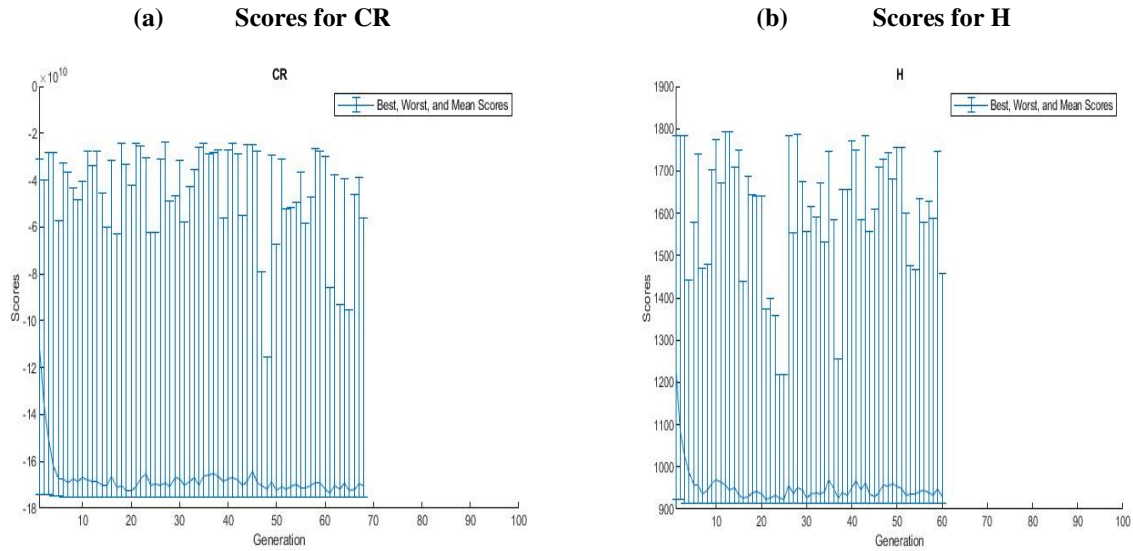 (a) Scores for CR
CR
×10^10
Best, Worst, and Mean Scores
0
-2
-4
-6
-8
-10
-12
-14
-16
-18
Scores
10 20 30 40 50 60 70 80 90 100
Generation
(b) Scores for H
H
Best, Worst, and Mean Scores
1900
1800
1700
1600
1500
1400
1300
1200
1100
1000
900
Scores
10 20 30 40 50 60 70 80 90 100
Generation